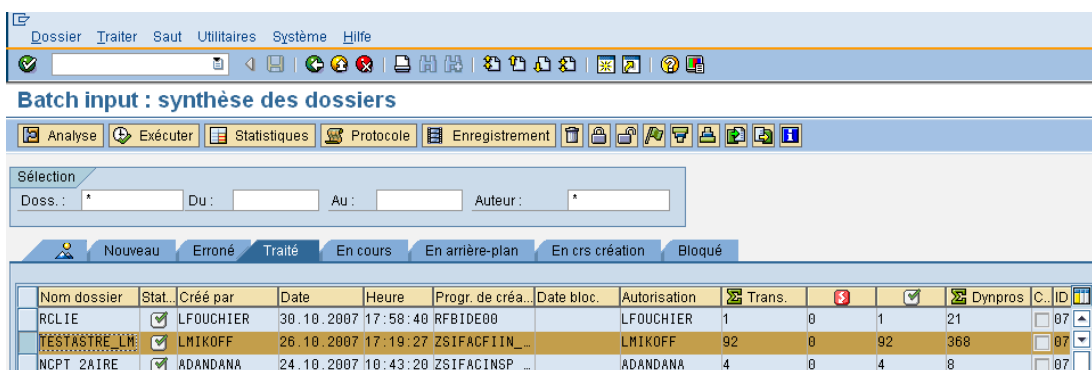 Dossier Traiter Saut Utilitaires Système Hilfe
Batch input : synthèse des dossiers
Analyse Exécuter Statistiques Protocole Enregistrement
Sélection
Doss. : * Du : Au : Auteur : *
Nouveau Erroné Traité En cours En arrière-plan En crs création Bloqué
Nom dossier Stat... Créé par Date Heure Progr. de créa... Date bloc. Autorisation Σ Trans. Σ Dynpros C.. ID
RCLIE LFOUCHIER 30.10.2007 17:58:40 RFBIDE00 LFOUCHIER 1 0 1 21 07
TESTASTRE_LM LMIKOFF 26.10.2007 17:19:27 ZSIFACFIIN_... LMIKOFF 92 0 92 368 07
NCPT_2AIRE ADANDANA 24.10.2007 10:43:20 ZSIFACINSP_... ADANDANA 4 0 4 8 07